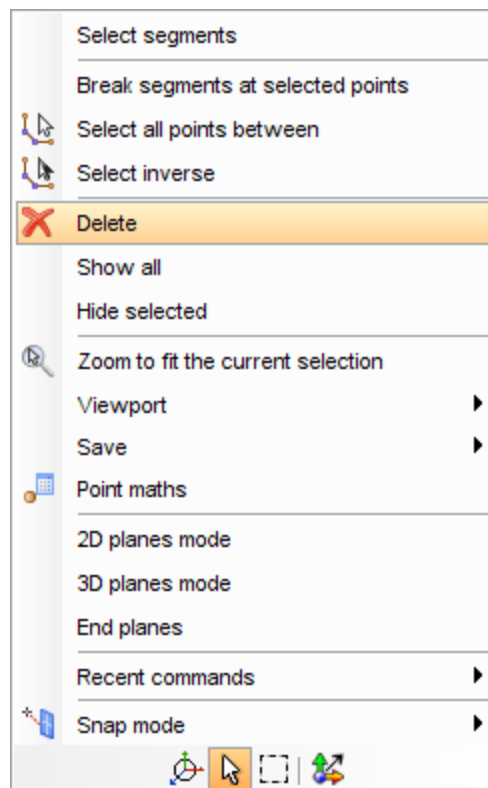 Select segments
Break segments at selected points
Select all points between
Select inverse
Delete
Show all
Hide selected
Zoom to fit the current selection
Viewport
Save
Point maths
2D planes mode
3D planes mode
End planes
Recent commands
Snap mode